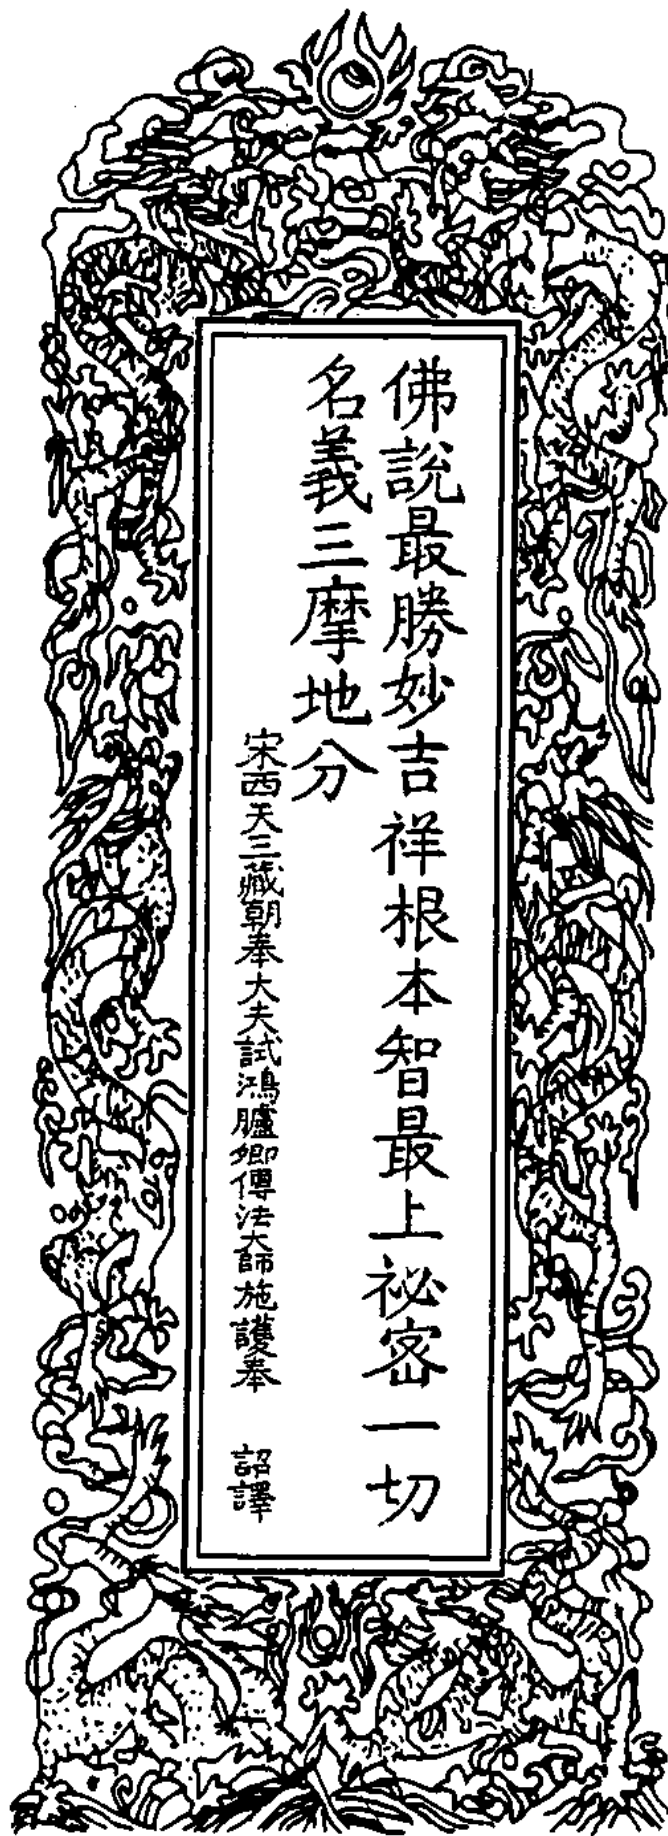 佛說最勝妙吉祥根本智最上祕密一切
名義三摩地分
宋西天三藏朝奉大夫試鴻臚卿傳法大師施護奉　詔譯